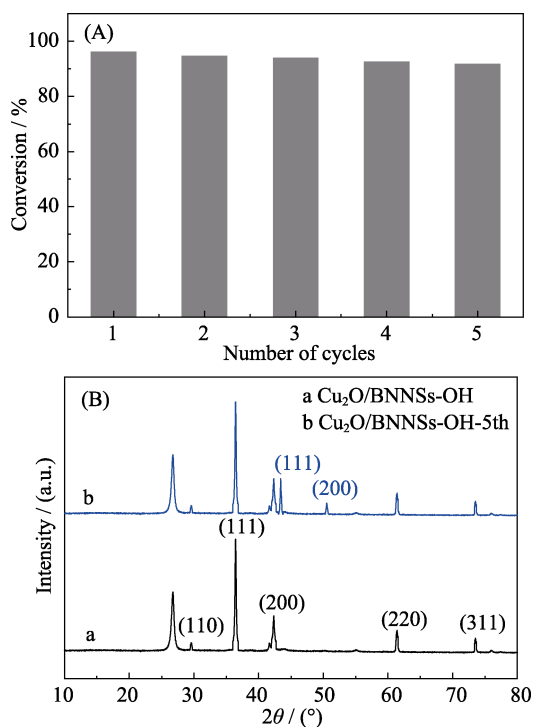 (A)
100
80
60
40
20
0
Conversion / %
1 2 3 4 5
Number of cycles
(B)
a Cu₂O/BNNSs-OH
b Cu₂O/BNNSs-OH-5th
(111)
(200)
b
(111)
(200)
(110)
(220)
(311)
a
Intensity / (a.u.)
10 20 30 40 50 60 70 80
2θ / (°)